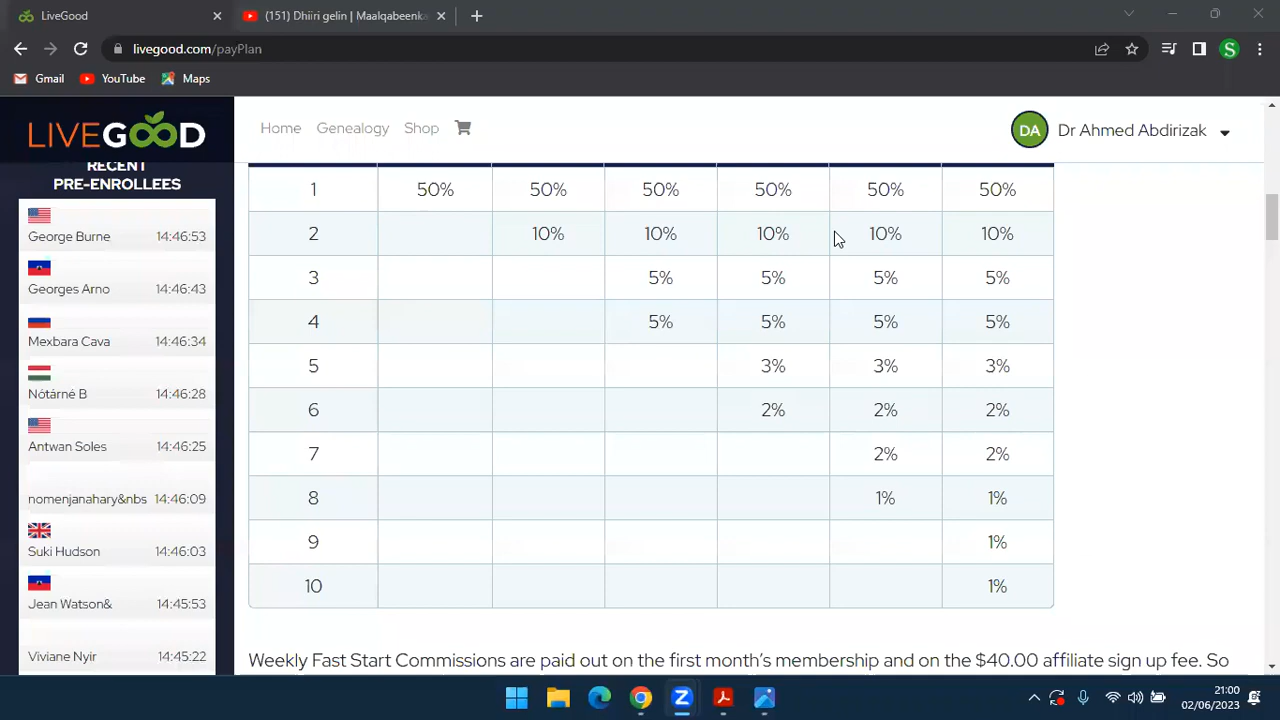 LiveGood
(151) Dhiiri gelin | Maalqabeenka
livegood.com/payPlan
S
Gmail YouTube Maps
LIVEGOOD
Home Genealogy Shop
DA Dr Ahmed Abdirizak
RECENT
PRE-ENROLLEES
George Burne 14:46:53
Georges Arno 14:46:43
Mexbara Cava 14:46:34
Nótárné B 14:46:28
Antwan Soles 14:46:25
nomenjanahary&nbs 14:46:09
Suki Hudson 14:46:03
Jean Watson& 14:45:53
Viviane Nyir 14:45:22
1 50% 50% 50% 50% 50% 50%
2 10% 10% 10% 10% 10%
3 5% 5% 5% 5%
4 5% 5% 5% 5%
5 3% 3% 3%
6 2% 2% 2%
7 2% 2%
8 1% 1%
9 1%
10 1%
Weekly Fast Start Commissions are paid out on the first month's membership and on the $40.00 affiliate sign up fee. So
21:00
02/06/2023